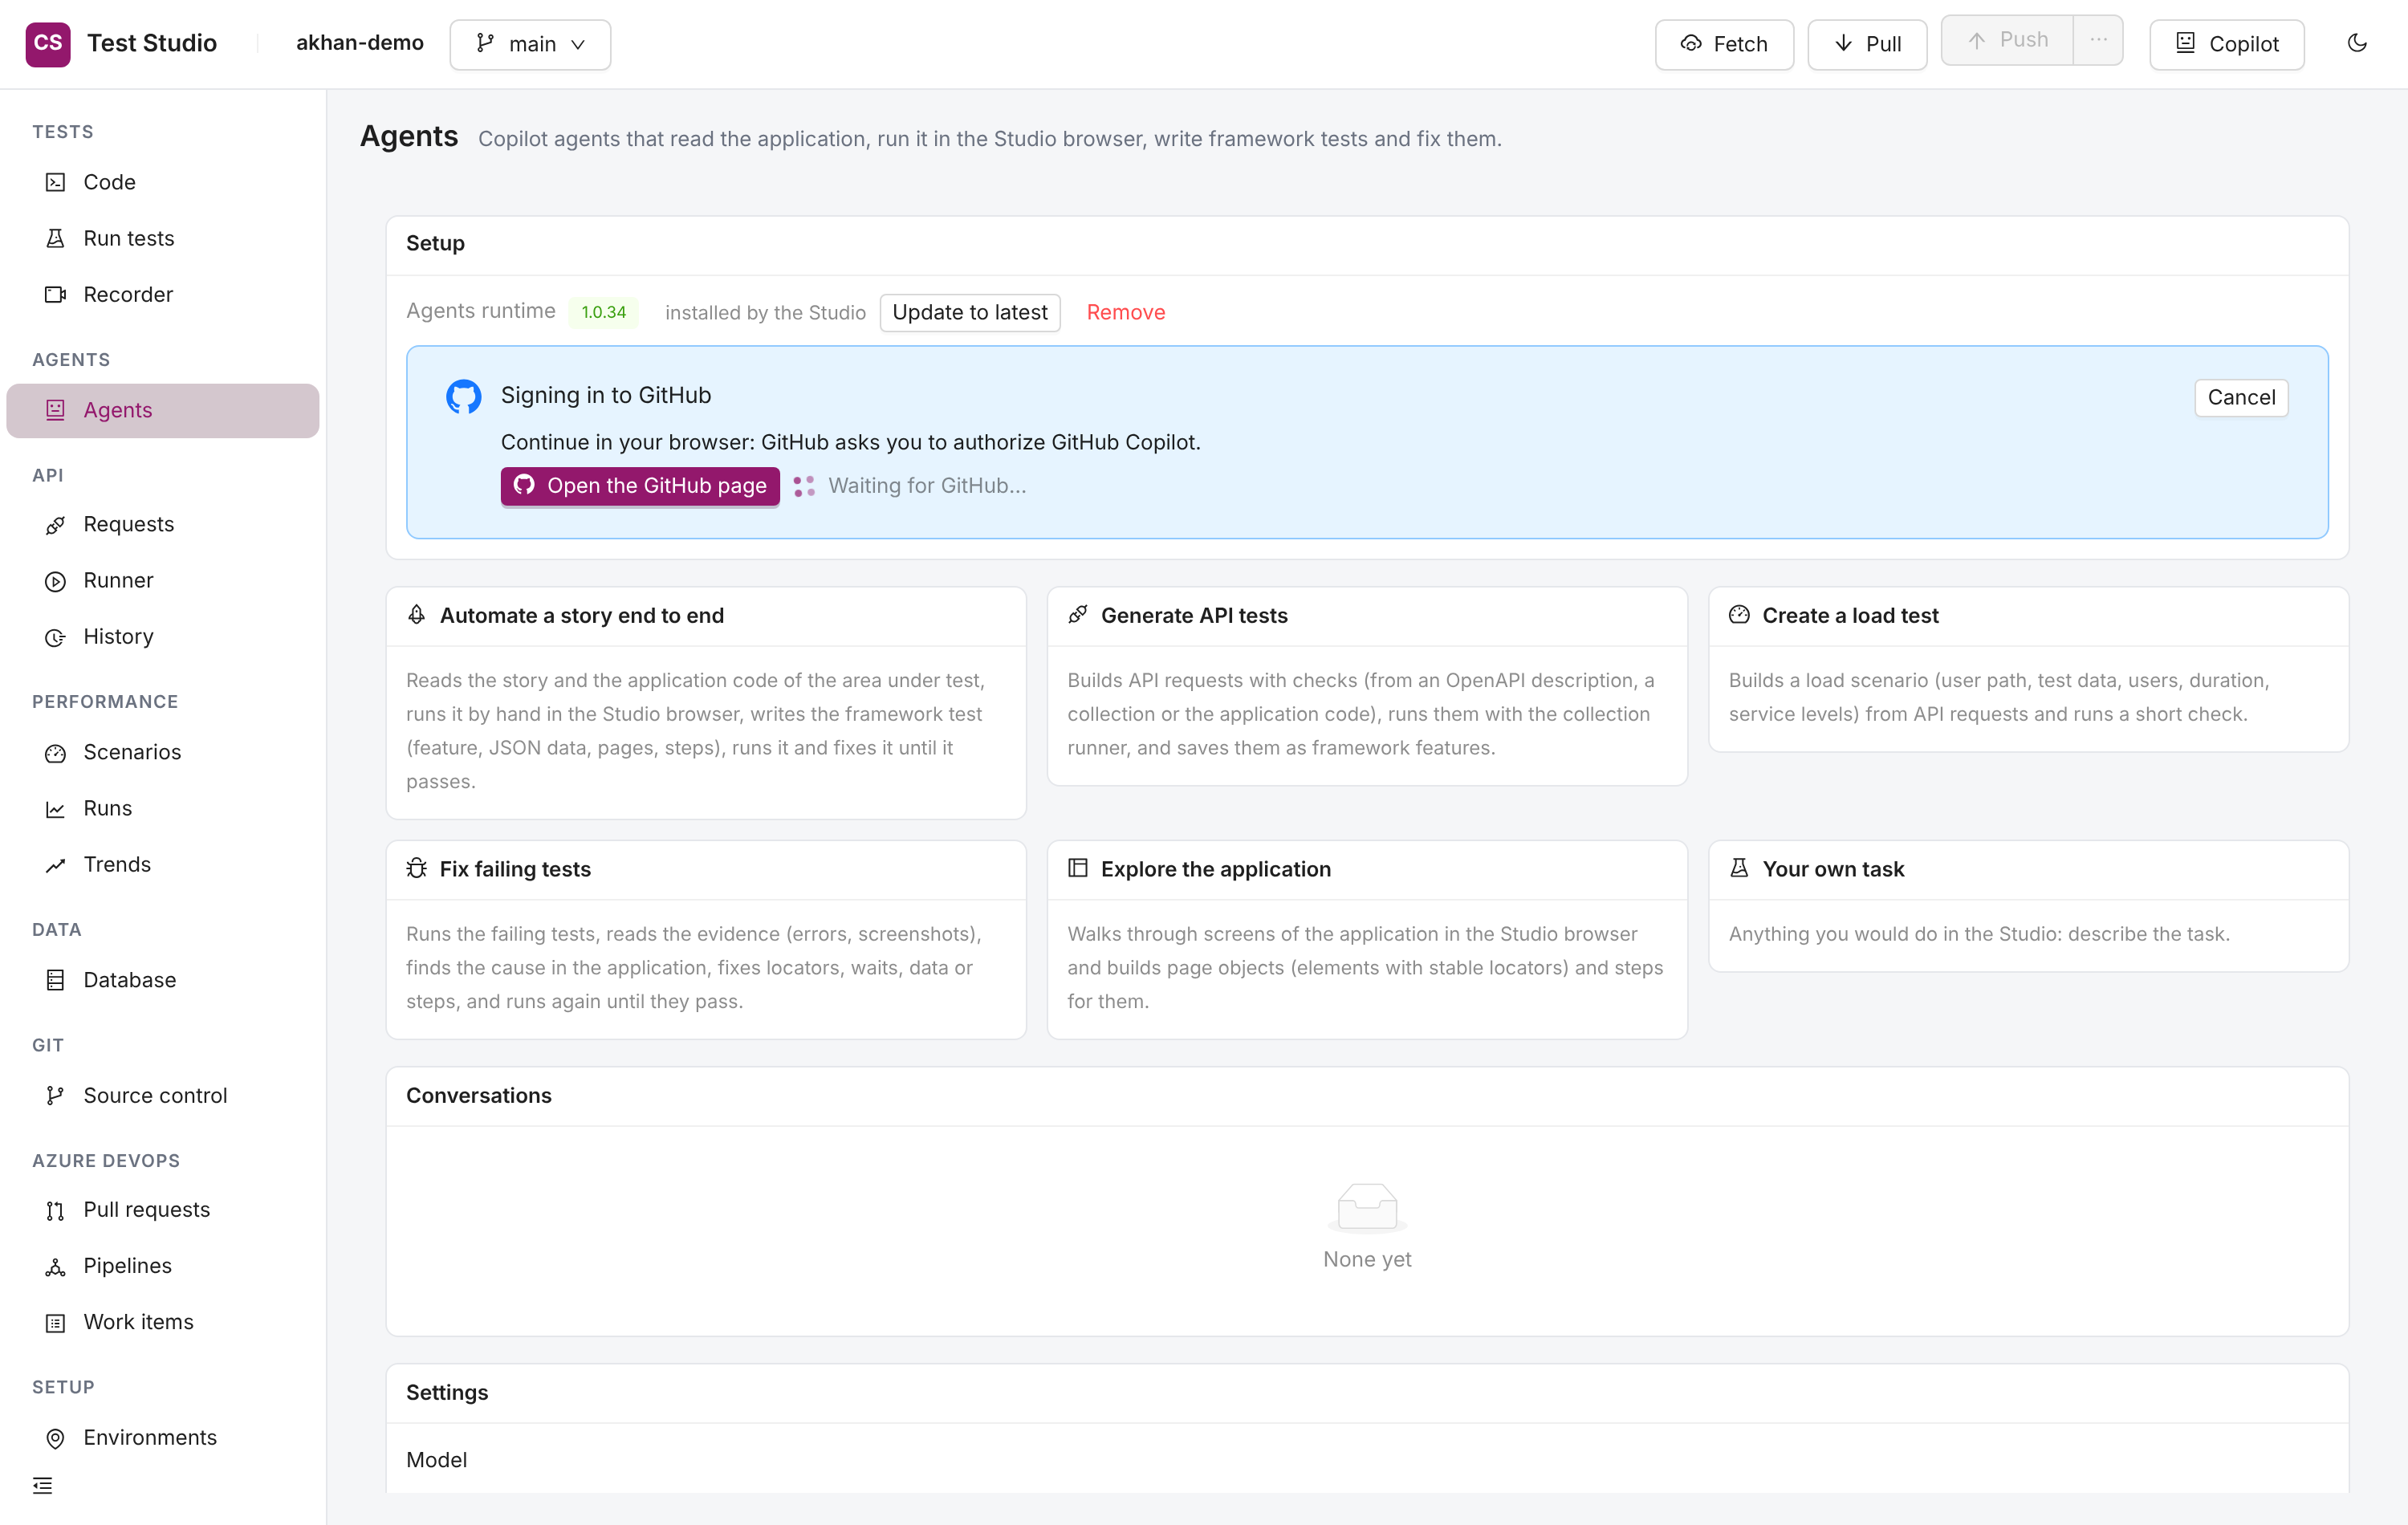 CS Test Studio akhan-demo main Fetch Pull Push ··· Copilot
TESTS
Code
Run tests
Recorder
AGENTS
Agents
API
Requests
Runner
History
PERFORMANCE
Scenarios
Runs
Trends
DATA
Database
GIT
Source control
AZURE DEVOPS
Pull requests
Pipelines
Work items
SETUP
Environments
Agents Copilot agents that read the application, run it in the Studio browser, write framework tests and fix them.
Setup
Agents runtime 1.0.34 installed by the Studio Update to latest Remove
Signing in to GitHub Cancel
Continue in your browser: GitHub asks you to authorize GitHub Copilot.
Open the GitHub page Waiting for GitHub...
Automate a story end to end
Reads the story and the application code of the area under test,
runs it by hand in the Studio browser, writes the framework test
(feature, JSON data, pages, steps), runs it and fixes it until it
passes.
Generate API tests
Builds API requests with checks (from an OpenAPI description, a
collection or the application code), runs them with the collection
runner, and saves them as framework features.
Create a load test
Builds a load scenario (user path, test data, users, duration,
service levels) from API requests and runs a short check.
Fix failing tests
Runs the failing tests, reads the evidence (errors, screenshots),
finds the cause in the application, fixes locators, waits, data or
steps, and runs again until they pass.
Explore the application
Walks through screens of the application in the Studio browser
and builds page objects (elements with stable locators) and steps
for them.
Your own task
Anything you would do in the Studio: describe the task.
Conversations
None yet
Settings
Model